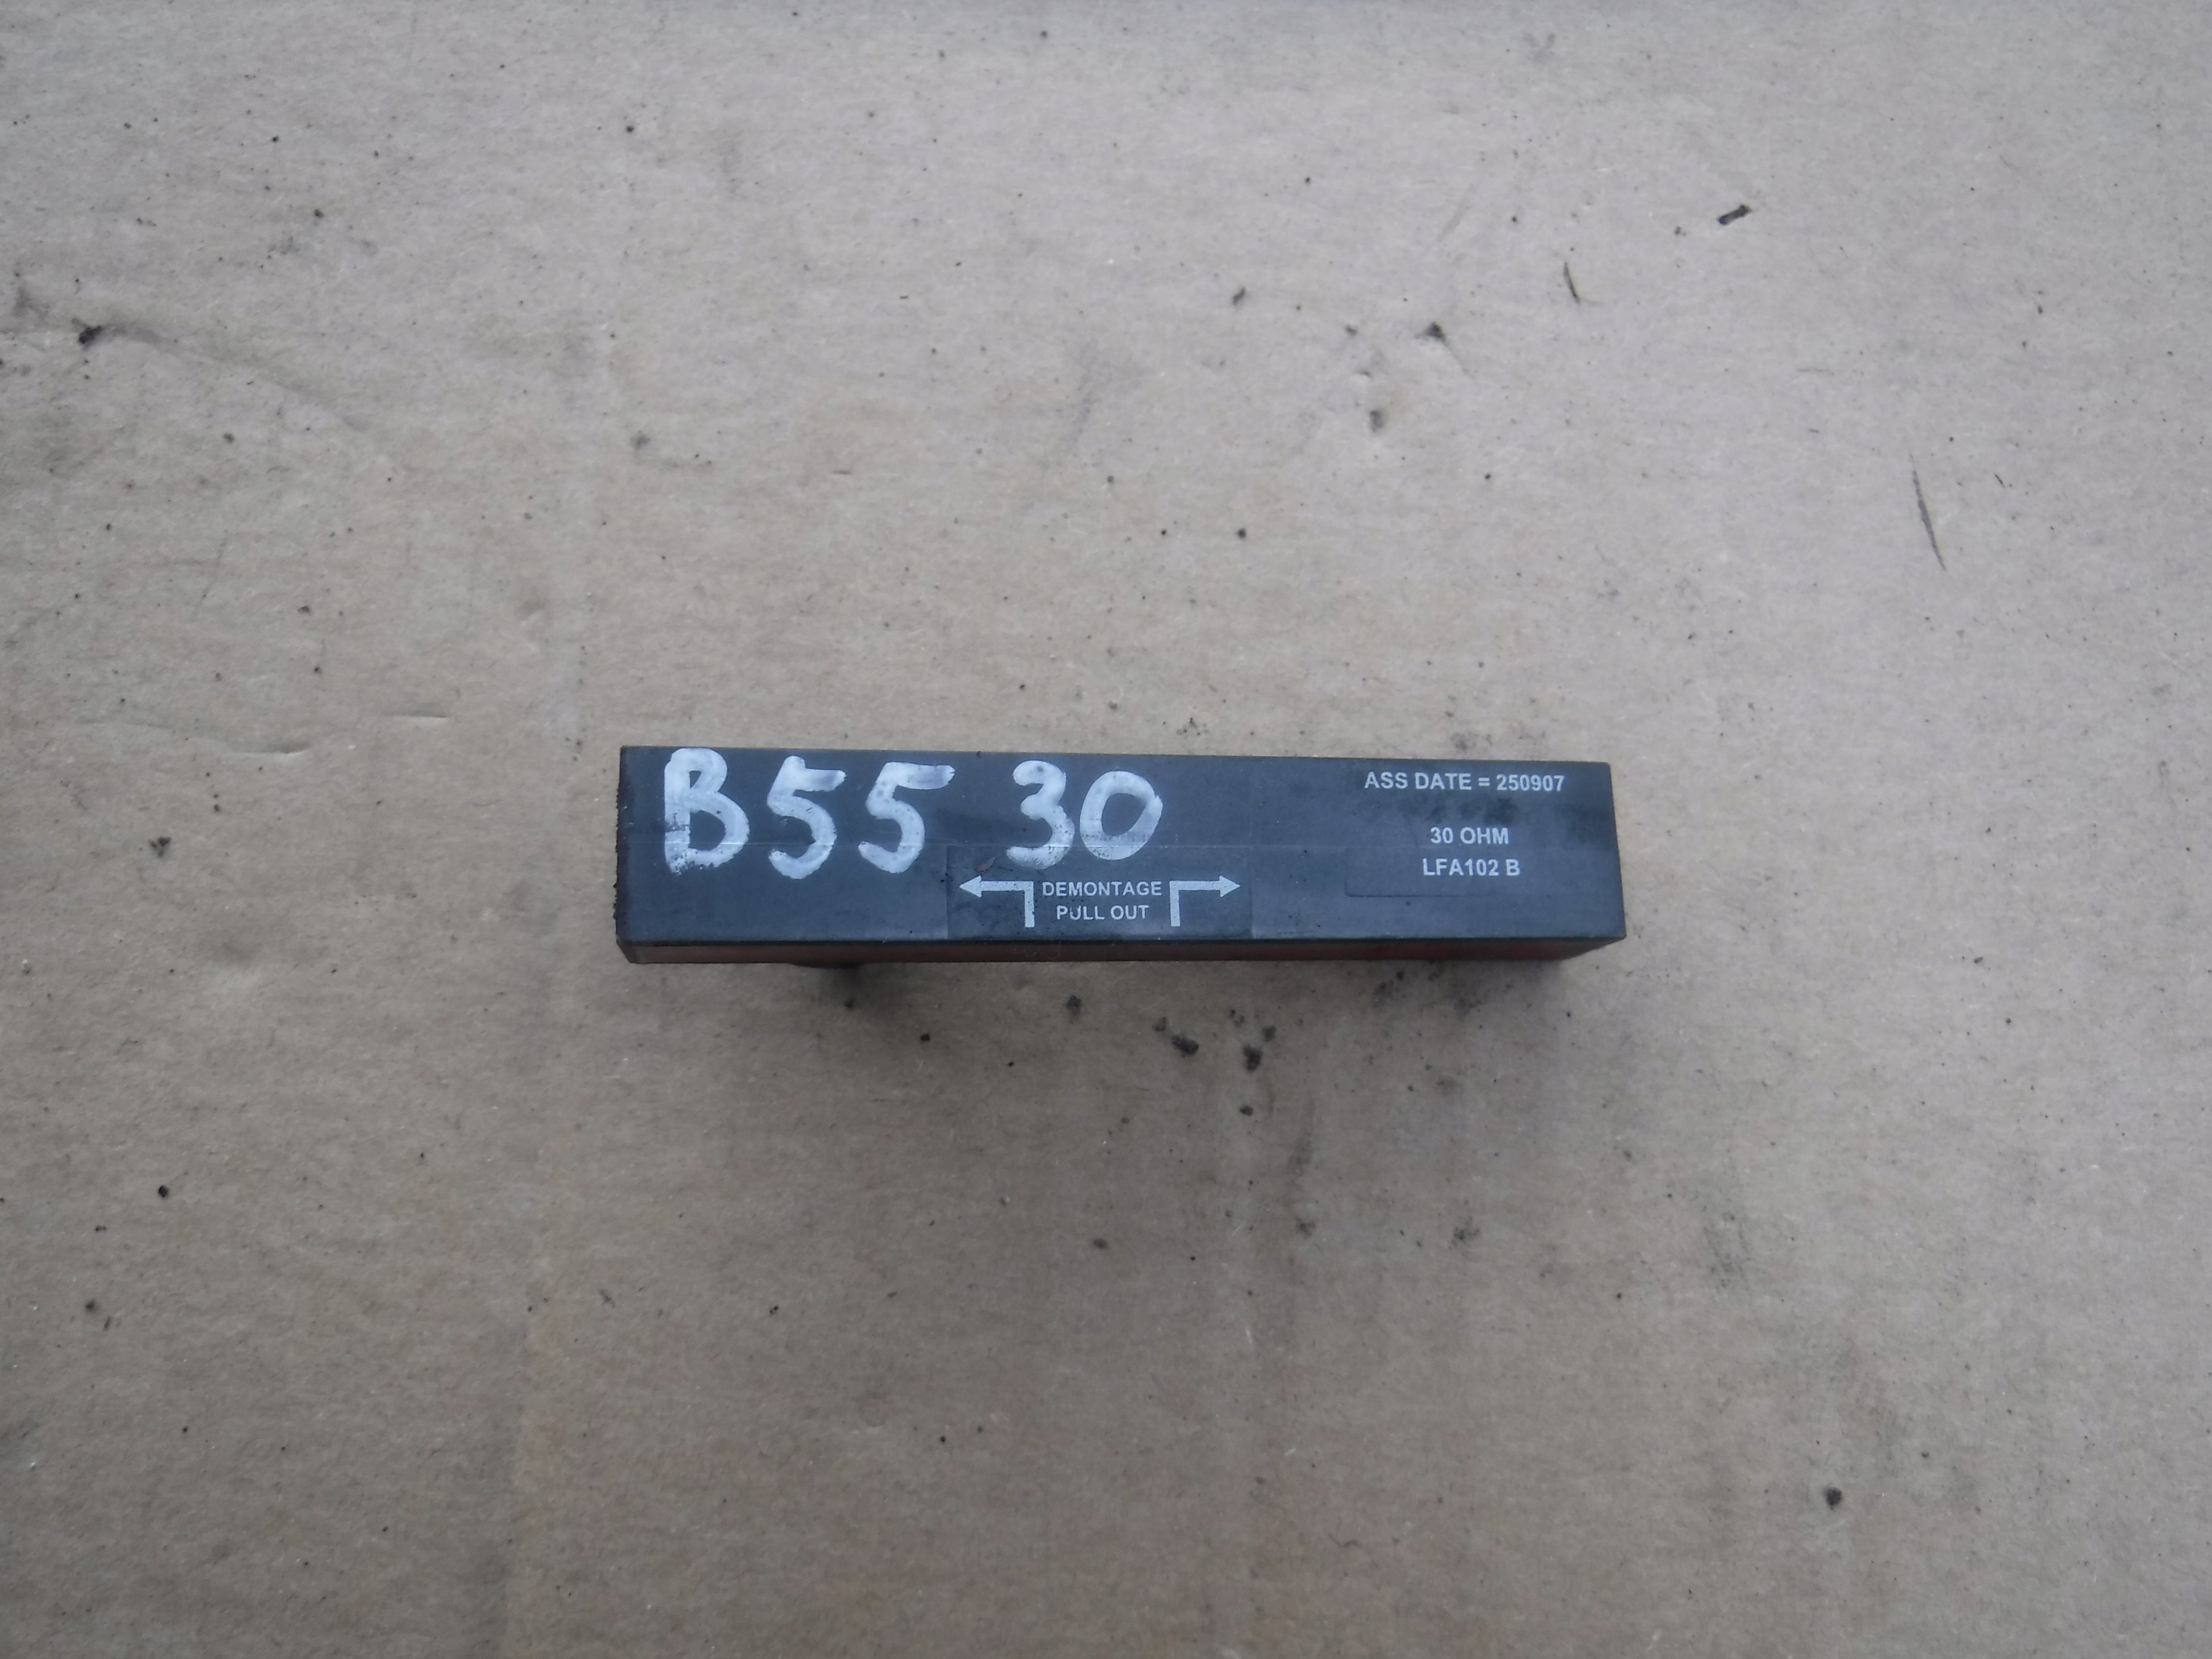 B55 30
ASS DATE = 250907
30 OHM
LFA102 B
DEMONTAGE
PULL OUT